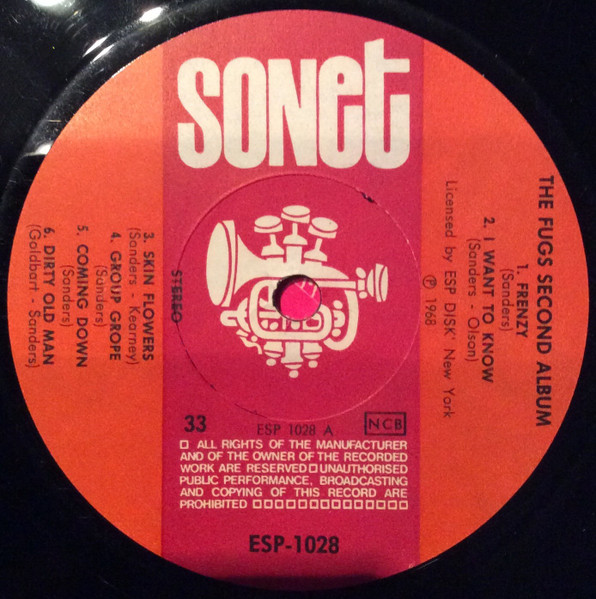 SONET
THE FUGS SECOND ALBUM
1. FRENZY
(Sanders)
2. I WANT TO KNOW
(Sanders - Olson)
Licensed by ESP DISK' New York
℗ 1968
3. SKIN FLOWERS
(Sanders - Kearney)
4. GROUP GROPE
(Sanders)
5. COMING DOWN
(Sanders)
6. DIRTY OLD MAN
(Goldbart - Sanders)
STEREO
33
ESP 1028 A
NCB
□ ALL RIGHTS OF THE MANUFACTURER
AND OF THE OWNER OF THE RECORDED
WORK ARE RESERVED □ UNAUTHORISED
PUBLIC PERFORMANCE, BROADCASTING
AND COPYING OF THIS RECORD ARE
PROHIBITED □□□□□□□□□□□□□□
ESP-1028